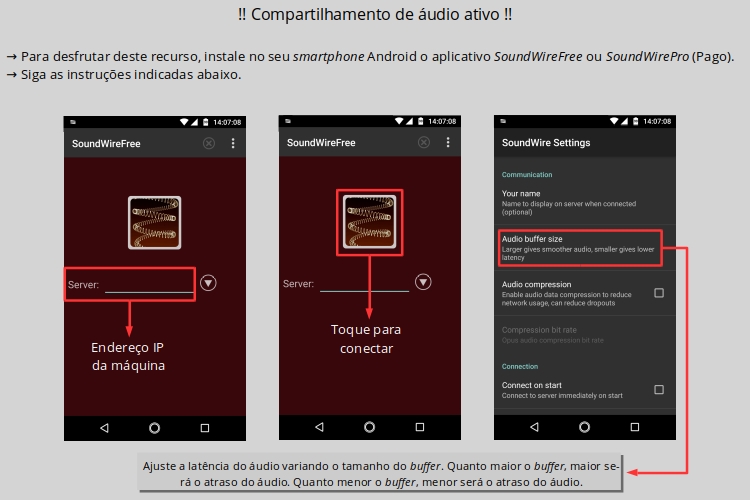 !! Compartilhamento de áudio ativo !!
→ Para desfrutar deste recurso, instale no seu smartphone Android o aplicativo SoundWireFree ou SoundWirePro (Pago).
→ Siga as instruções indicadas abaixo.
14:07:08
SoundWireFree
Server:
Endereço IP
da máquina
14:07:08
SoundWireFree
Server:
Toque para
conectar
14:07:08
SoundWire Settings
Communication
Your name
Name to display on server when connected
(optional)
Audio buffer size
Larger gives smoother audio, smaller gives lower
latency
Audio compression
Enable audio data compression to reduce
network usage, can reduce dropouts
Compression bit rate
Opus audio compression bit rate
Connection
Connect on start
Connect to server immediately on start
Ajuste a latência do áudio variando o tamanho do buffer. Quanto maior o buffer, maior se-
rá o atraso do áudio. Quanto menor o buffer, menor será o atraso do áudio.